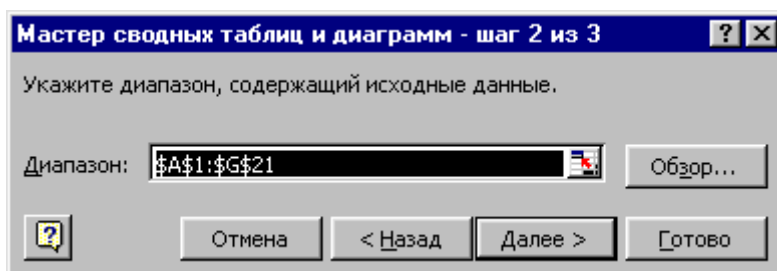 Мастер сводных таблиц и диаграмм - шаг 2 из 3
Укажите диапазон, содержащий исходные данные.
Диапазон: $A$1:$G$21 Обзор...
Отмена < Назад Далее > Готово